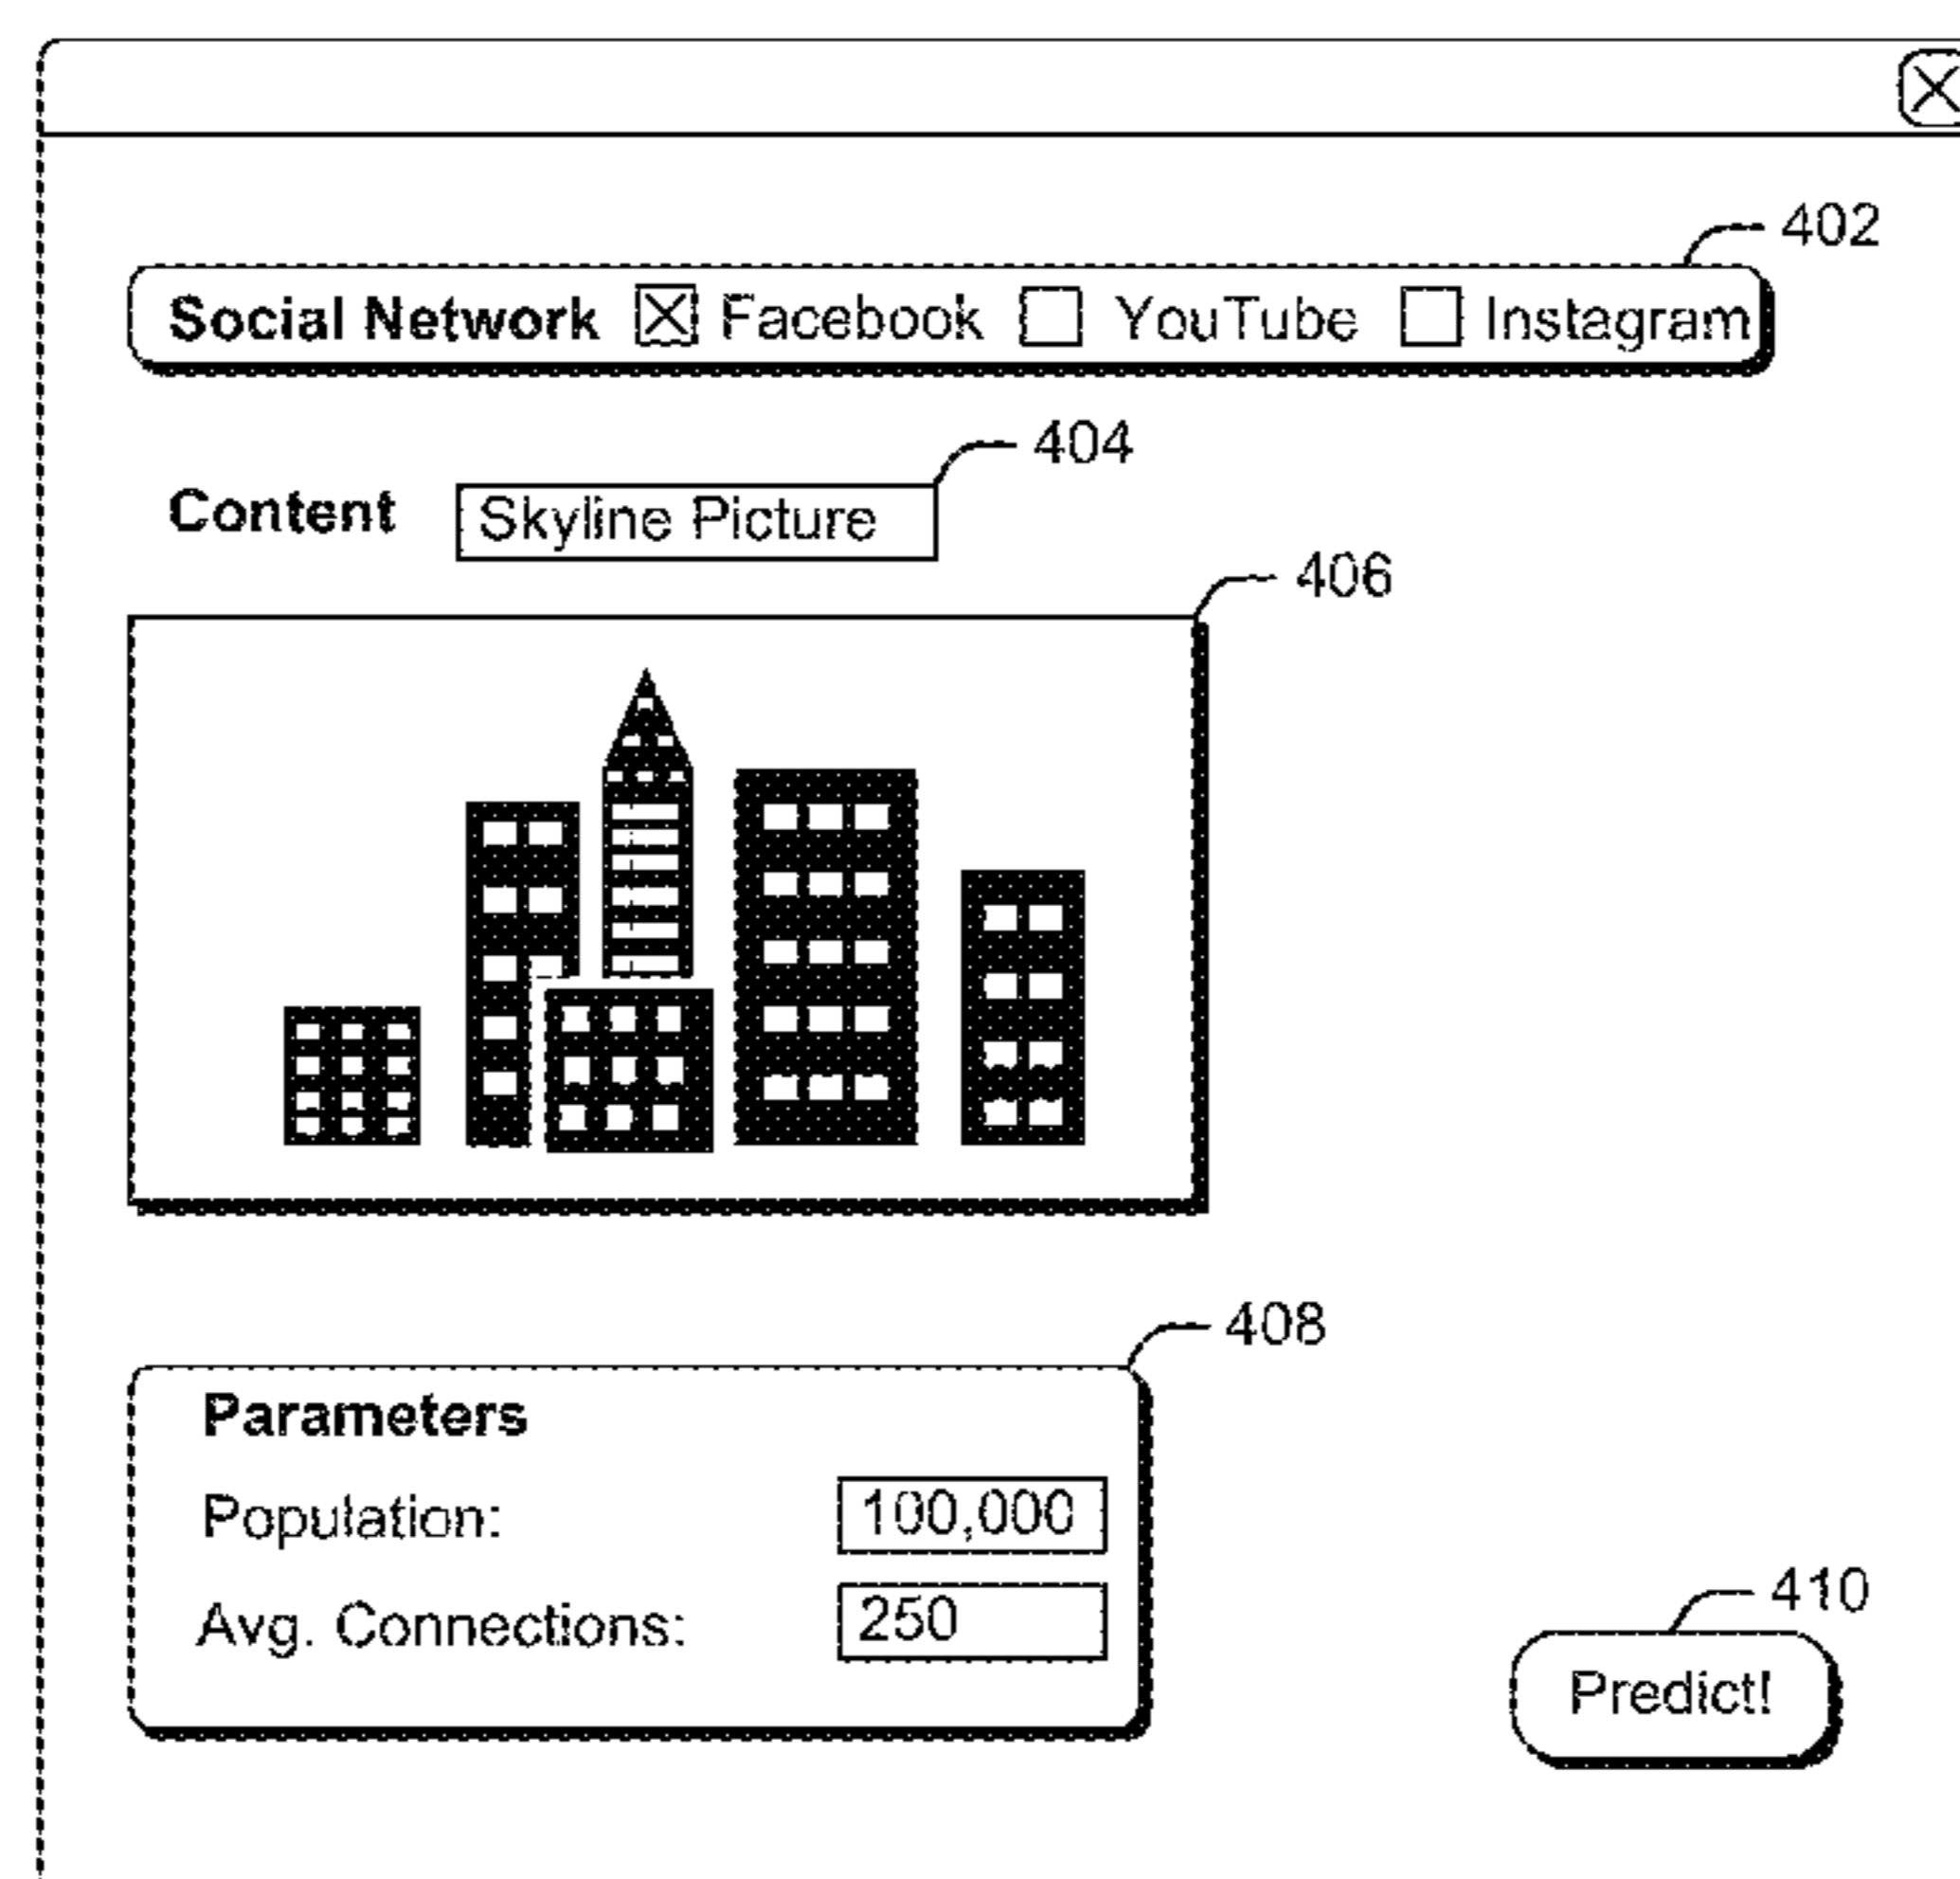 402
Social Network Facebook YouTube Instagram
404
Content Skyline Picture
406
408
Parameters
Population: 100,000
Avg. Connections: 250
410
Predict!